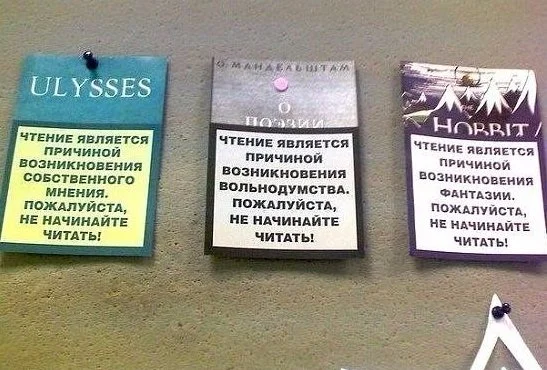 ULYSSES
ЧТЕНИЕ ЯВЛЯЕТСЯ
ПРИЧИНОЙ
ВОЗНИКНОВЕНИЯ
СОБСТВЕННОГО
МНЕНИЯ.
ПОЖАЛУЙСТА,
НЕ НАЧИНАЙТЕ
ЧИТАТЬ!
О. МАНДЕЛЬШТАМ
О
ПОЭЗИИ
ЧТЕНИЕ ЯВЛЯЕТСЯ
ПРИЧИНОЙ
ВОЗНИКНОВЕНИЯ
ВОЛЬНОДУМСТВА.
ПОЖАЛУЙСТА,
НЕ НАЧИНАЙТЕ
ЧИТАТЬ!
HOBBIT
ЧТЕНИЕ ЯВЛЯЕТСЯ
ПРИЧИНОЙ
ВОЗНИКНОВЕНИЯ
ФАНТАЗИИ.
ПОЖАЛУЙСТА,
НЕ НАЧИНАЙТЕ
ЧИТАТЬ!